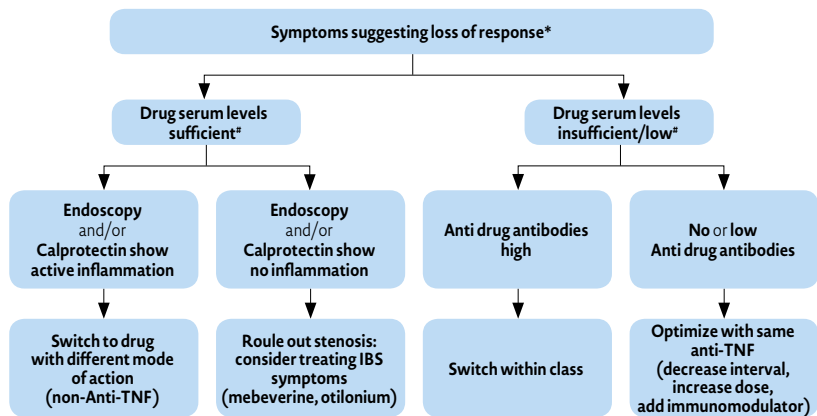 Symptoms suggesting loss of response*
Drug serum levels
sufficient#
Drug serum levels
insufficient/low#
Endoscopy
and/or
Calprotectin show
active inflammation
Endoscopy
and/or
Calprotectin show
no inflammation
Anti drug antibodies
high
No or low
Anti drug antibodies
Switch to drug
with different mode
of action
(non-Anti-TNF)
Roule out stenosis:
consider treating IBS
symptoms
(mebeverine, otilonium)
Switch within class
Optimize with same
anti-TNF
(decrease interval,
increase dose,
add immunomodulator)